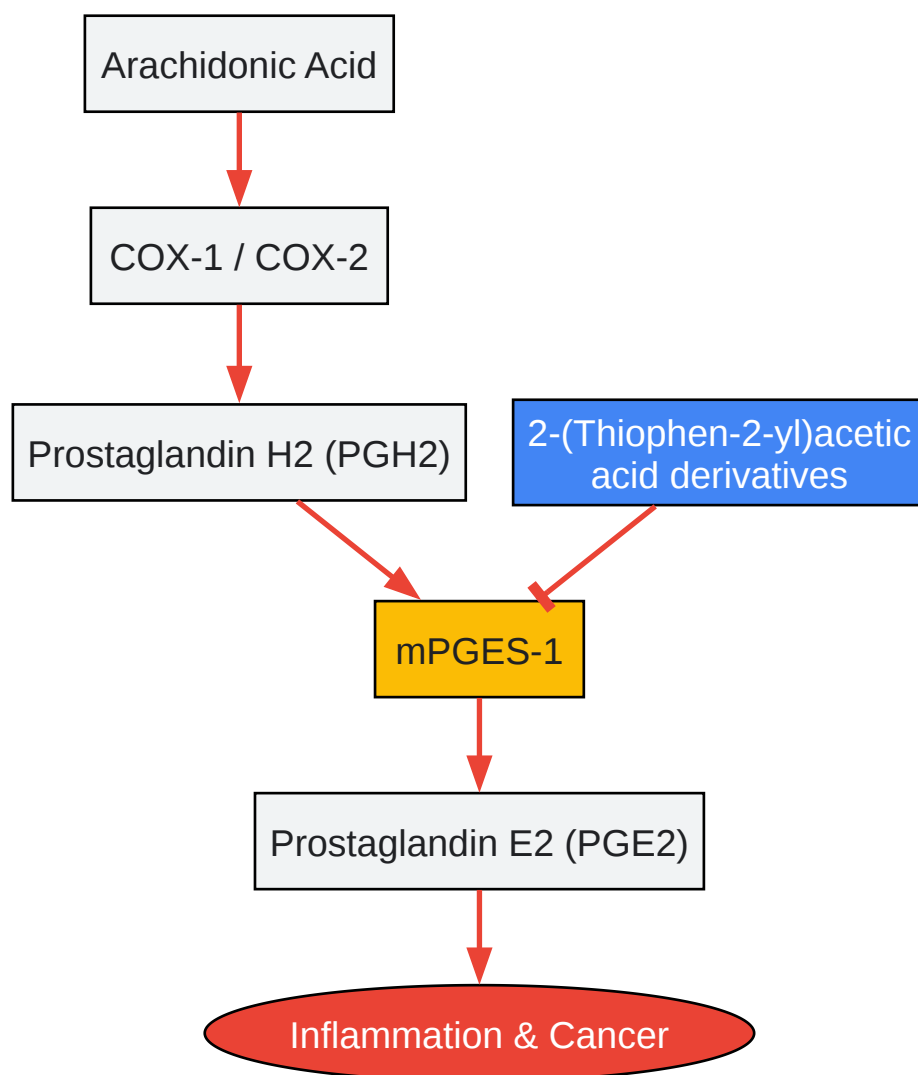 Arachidonic Acid
COX-1 / COX-2
Prostaglandin H2 (PGH2)
2-(Thiophen-2-yl)acetic
acid derivatives
mPGES-1
Prostaglandin E2 (PGE2)
Inflammation & Cancer